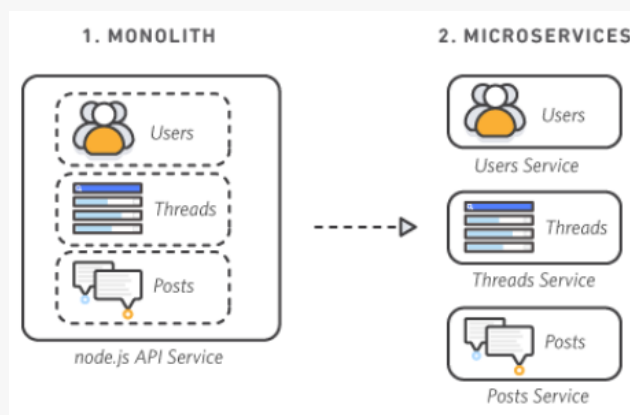 1. MONOLITH
Users
Threads
Posts
node.js API Service
2. MICROSERVICES
Users
Users Service
Threads
Threads Service
Posts
Posts Service